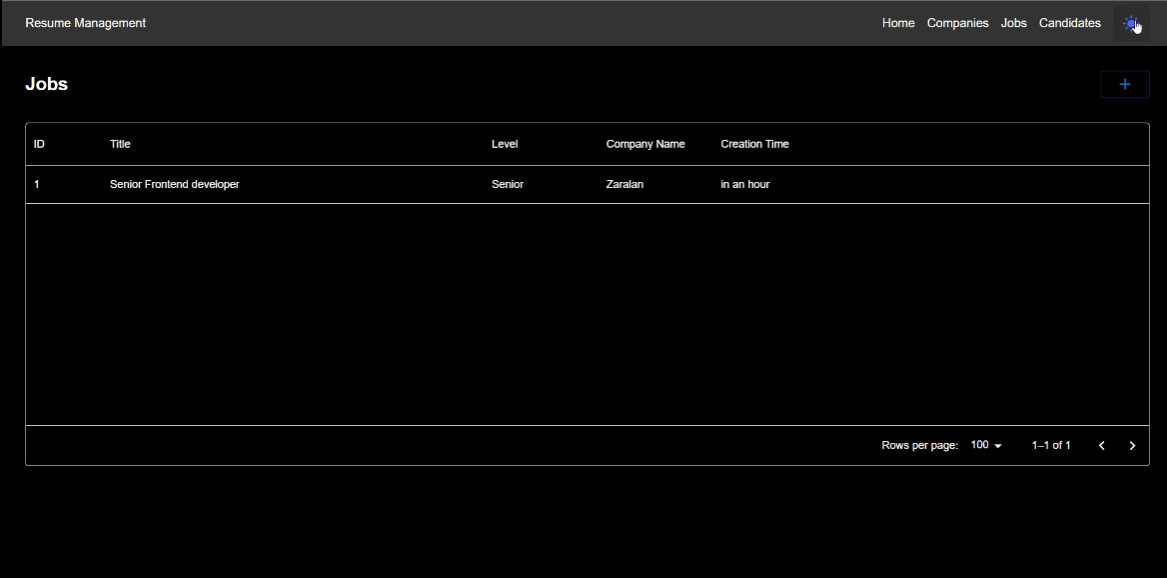 Resume Management Home Companies Jobs Candidates
Jobs
ID Title Level Company Name Creation Time
1 Senior Frontend developer Senior Zaralan in an hour
Rows per page: 100 1–1 of 1